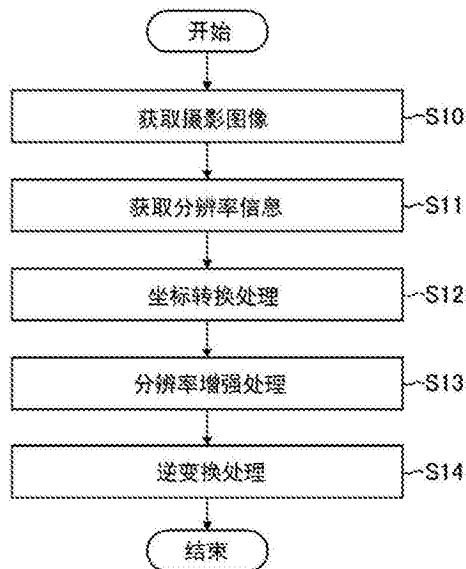 开始
获取摄影图像
S10
获取分辨率信息
S11
坐标转换处理
S12
分辨率增强处理
S13
逆变换处理
S14
结束